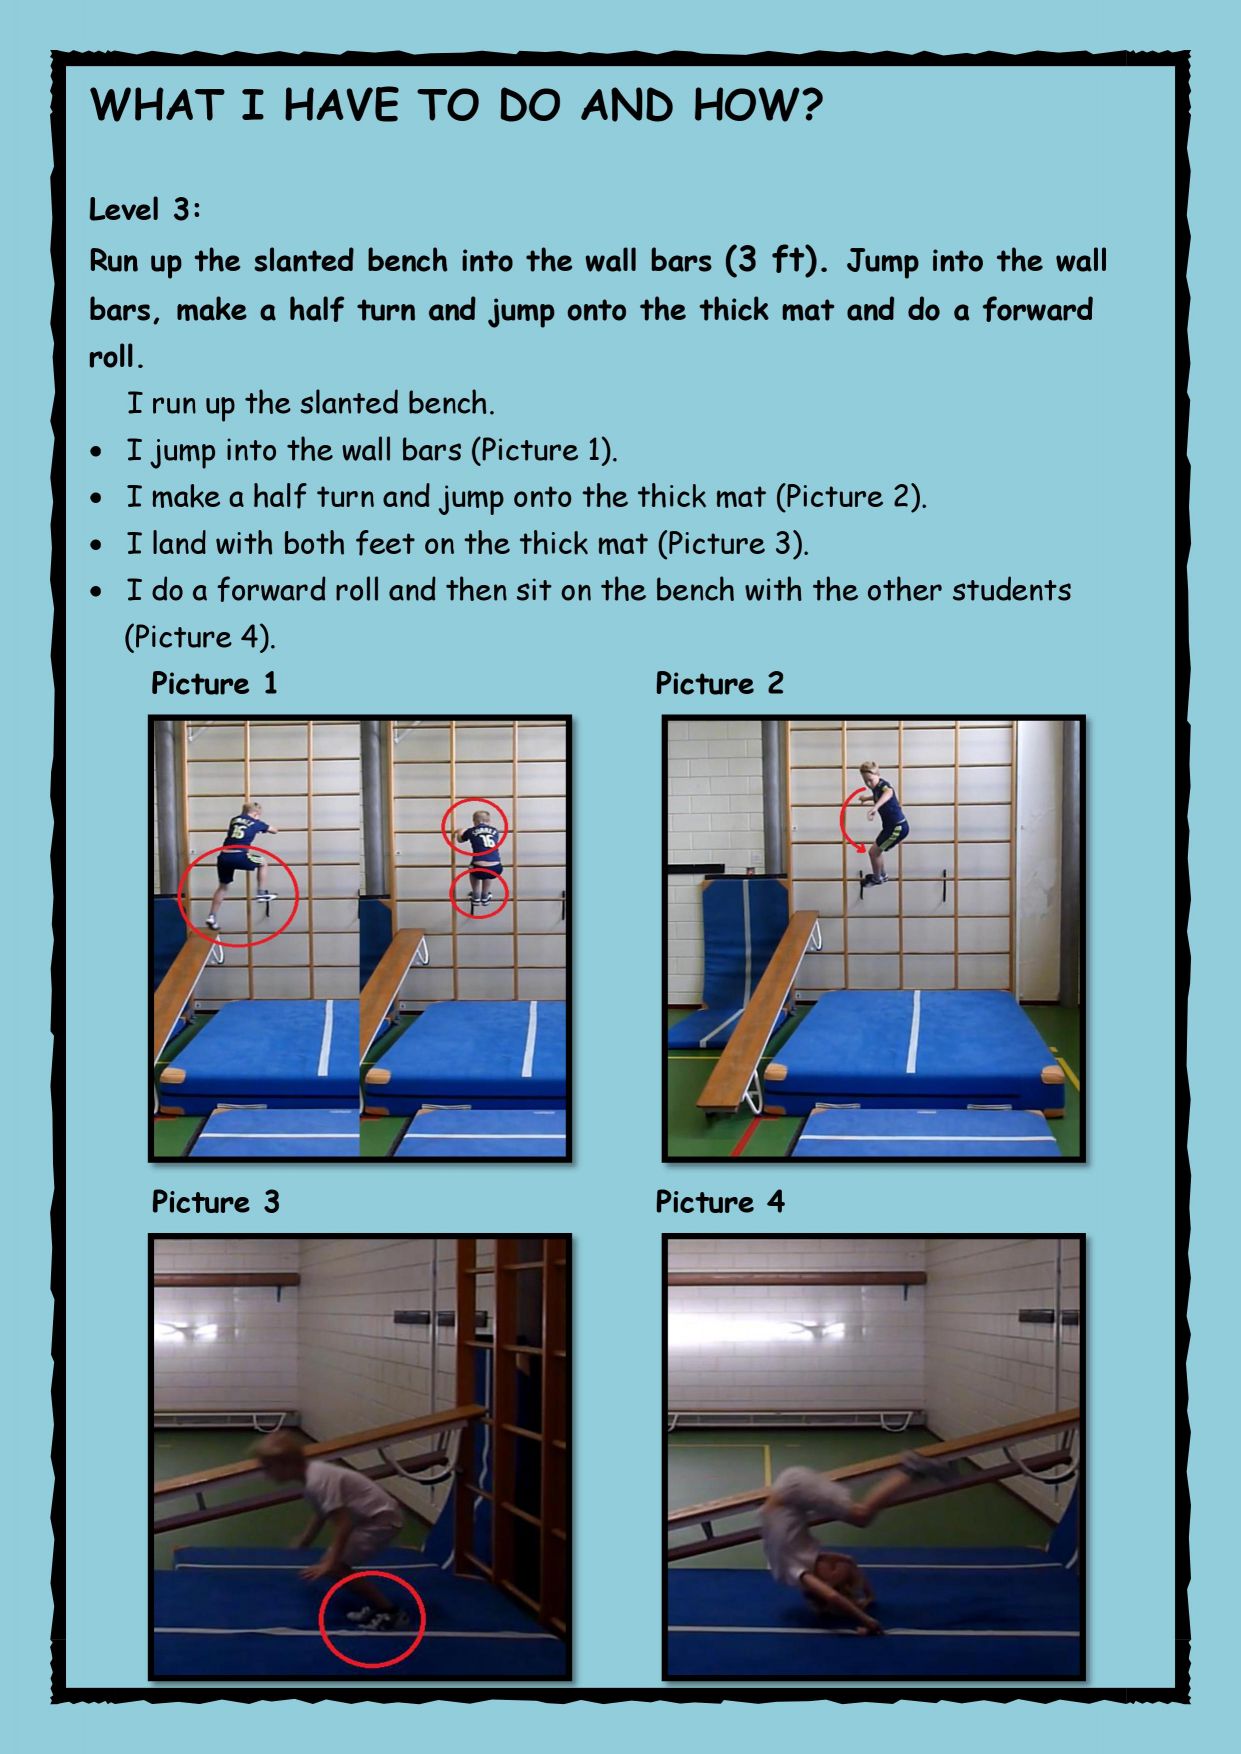 WHAT I HAVE TO DO AND HOW?
Level 3:
Run up the slanted bench into the wall bars (3 ft). Jump into the wall
bars, make a half turn and jump onto the thick mat and do a forward
roll.
I run up the slanted bench.
• I jump into the wall bars (Picture 1).
• I make a half turn and jump onto the thick mat (Picture 2).
• I land with both feet on the thick mat (Picture 3).
• I do a forward roll and then sit on the bench with the other students
(Picture 4).
Picture 1 Picture 2
16
16
Picture 3 Picture 4